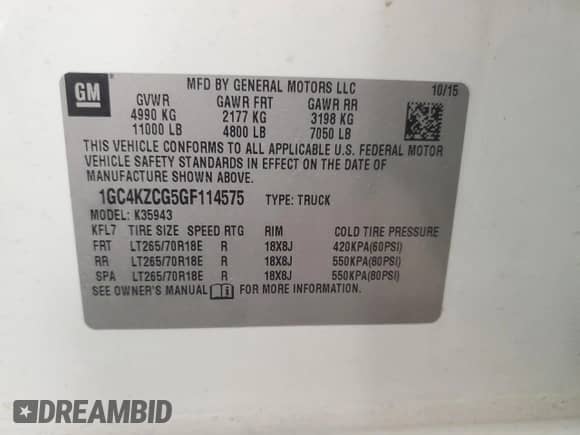 GM
MFD BY GENERAL MOTORS LLC 10/15
GVWR GAWR FRT GAWR RR
4990 KG 2177 KG 3198 KG
11000 LB 4800 LB 7050 LB
THIS VEHICLE CONFORMS TO ALL APPLICABLE U.S. FEDERAL MOTOR
VEHICLE SAFETY STANDARDS IN EFFECT ON THE DATE OF
MANUFACTURE SHOWN ABOVE.
1GC4KZCG5GF114575 TYPE: TRUCK
MODEL: K35943
KFL7 TIRE SIZE SPEED RTG RIM COLD TIRE PRESSURE
FRT LT265/70R18E R 18X8J 420KPA(60PSI)
RR LT265/70R18E R 18X8J 550KPA(80PSI)
SPA LT265/70R18E R 18X8J 550KPA(80PSI)
SEE OWNER'S MANUAL FOR MORE INFORMATION.
DREAMBID